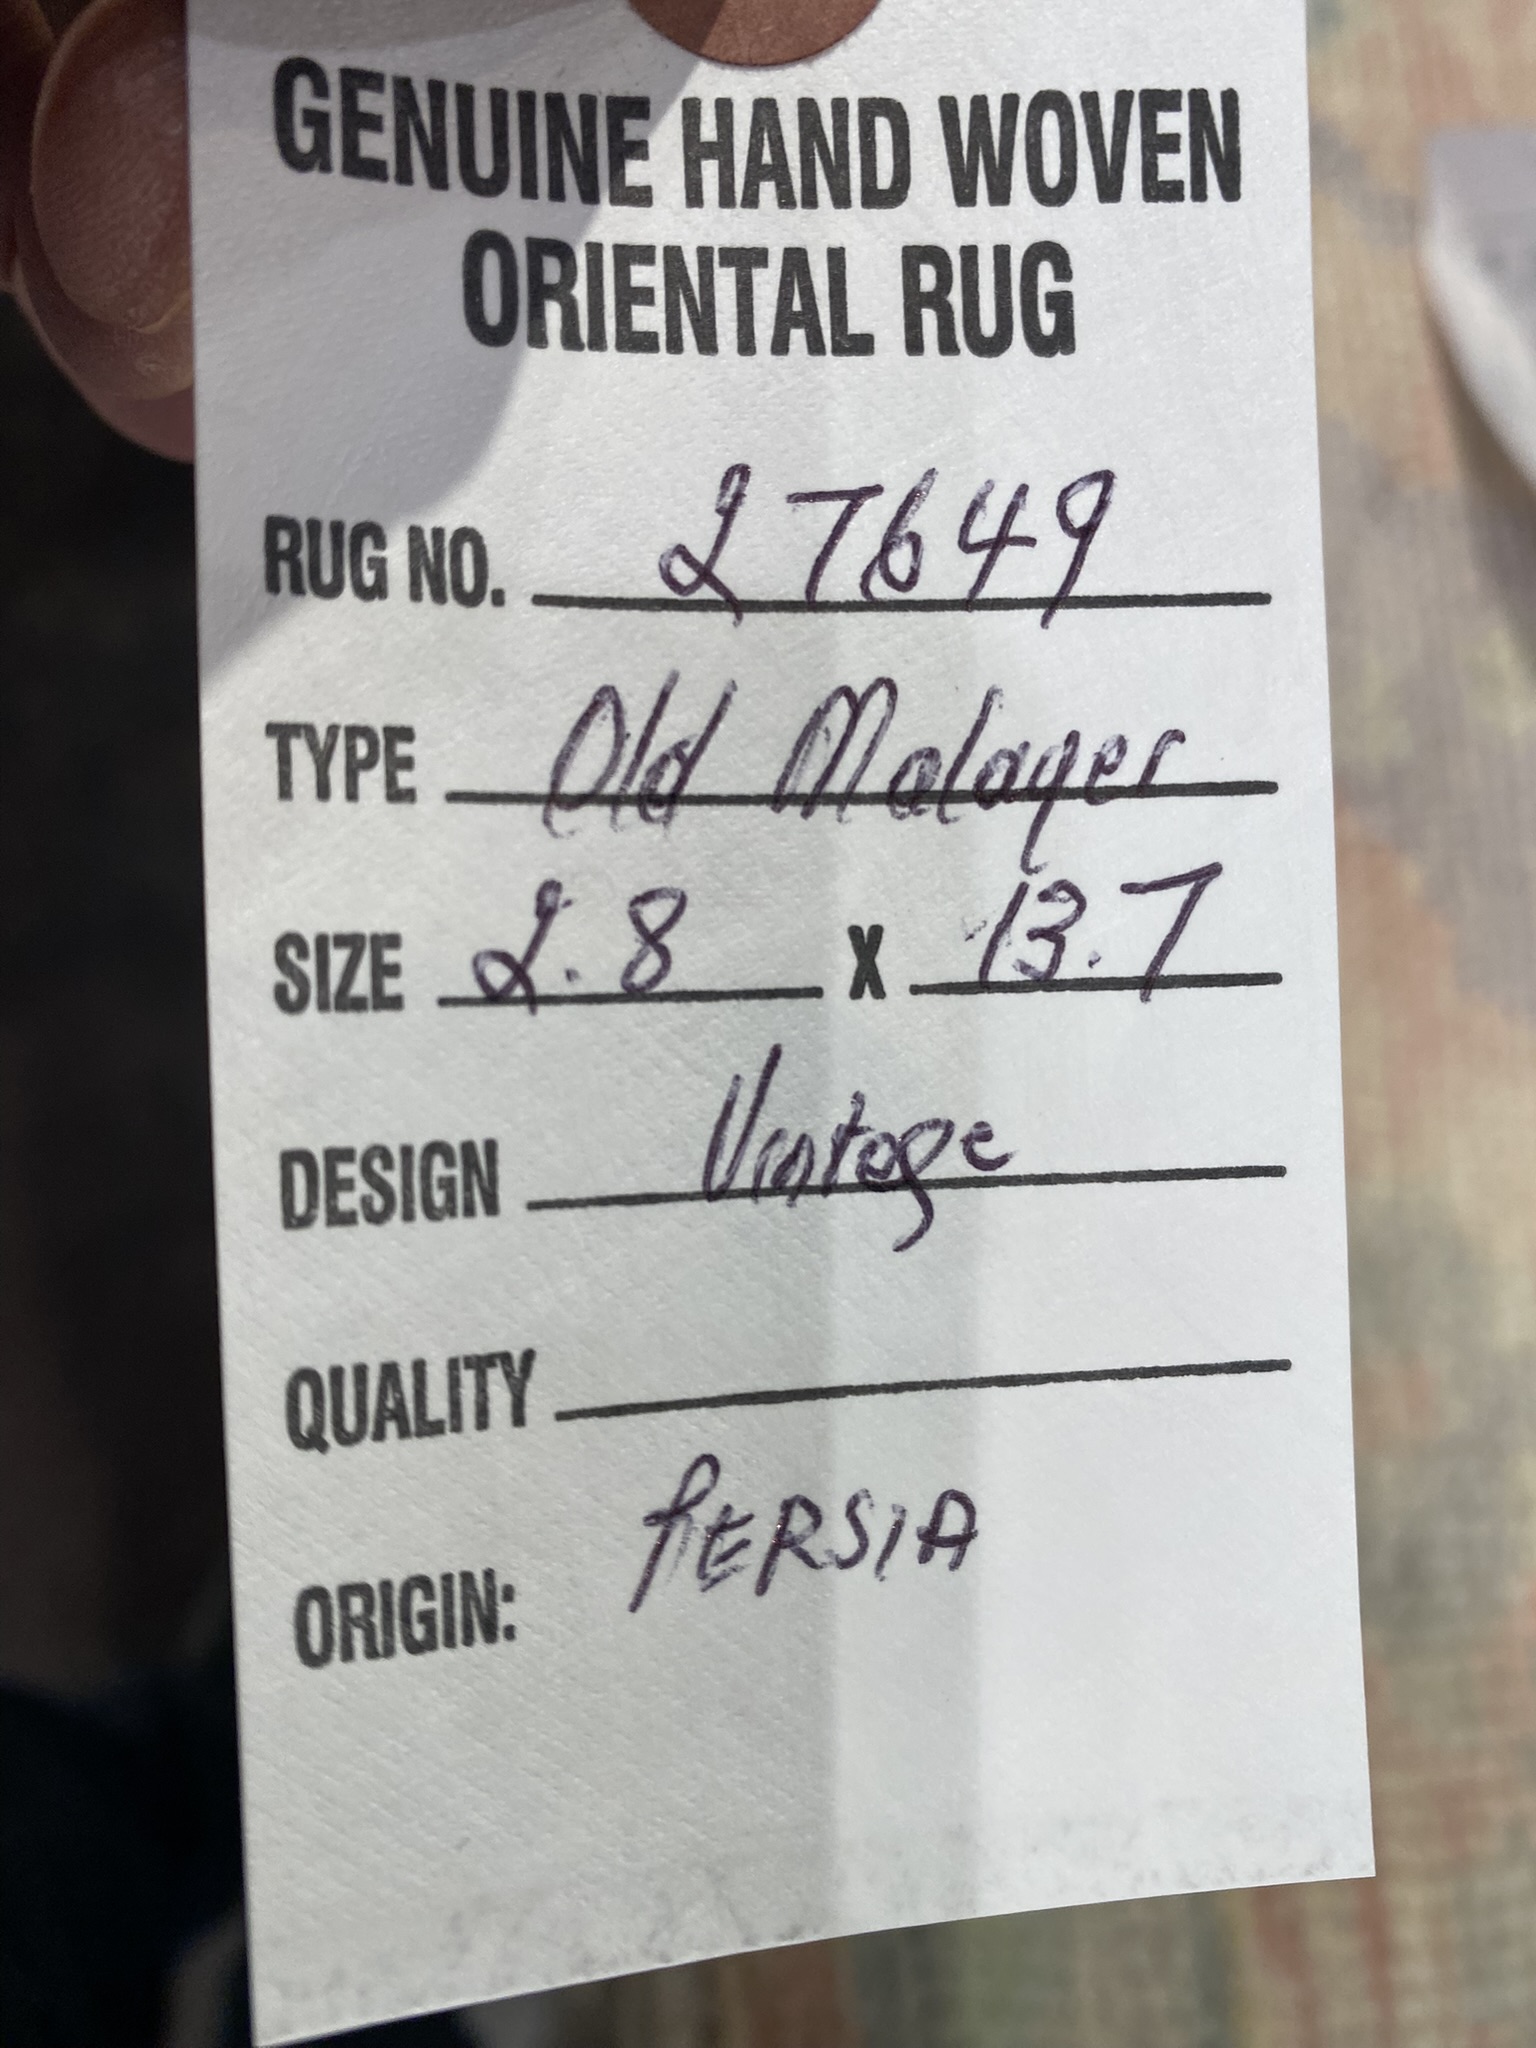 GENUINE HAND WOVEN
ORIENTAL RUG
RUG NO. 27649
TYPE Old Malayer
SIZE 2.8 X 13.7
DESIGN Vintage
QUALITY
ORIGIN: PERSIA